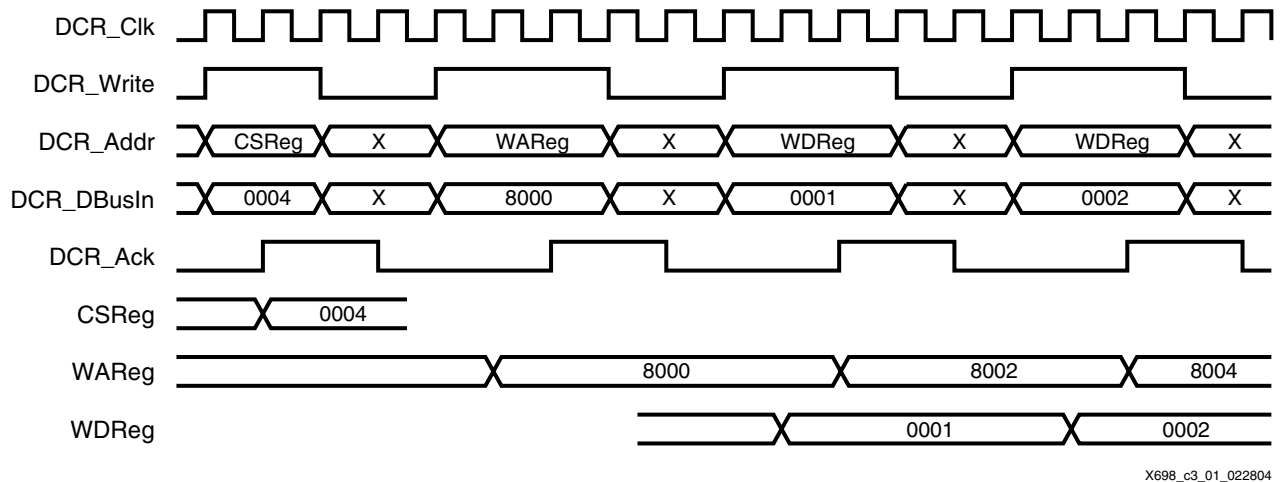 DCR_Clk
DCR_Write
DCR_Addr CSReg X WAReg X WDReg X WDReg X
DCR_DBusIn 0004 X 8000 X 0001 X 0002 X
DCR_Ack
CSReg 0004
WAReg 8000 8002 8004
WDReg 0001 0002
X698_c3_01_022804